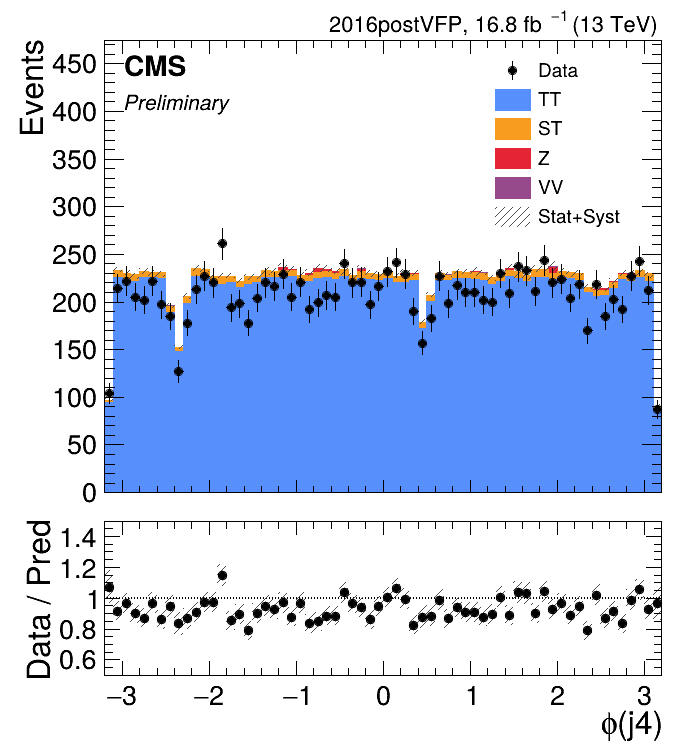 2016postVFP, 16.8 fb⁻¹ (13 TeV)
CMS
Preliminary
Data
TT
ST
Z
VV
Stat+Syst
Events
450
400
350
300
250
200
150
100
50
0
Data / Pred
1.4
1.2
1
0.8
0.6
−3 −2 −1 0 1 2 3
ϕ(j4)